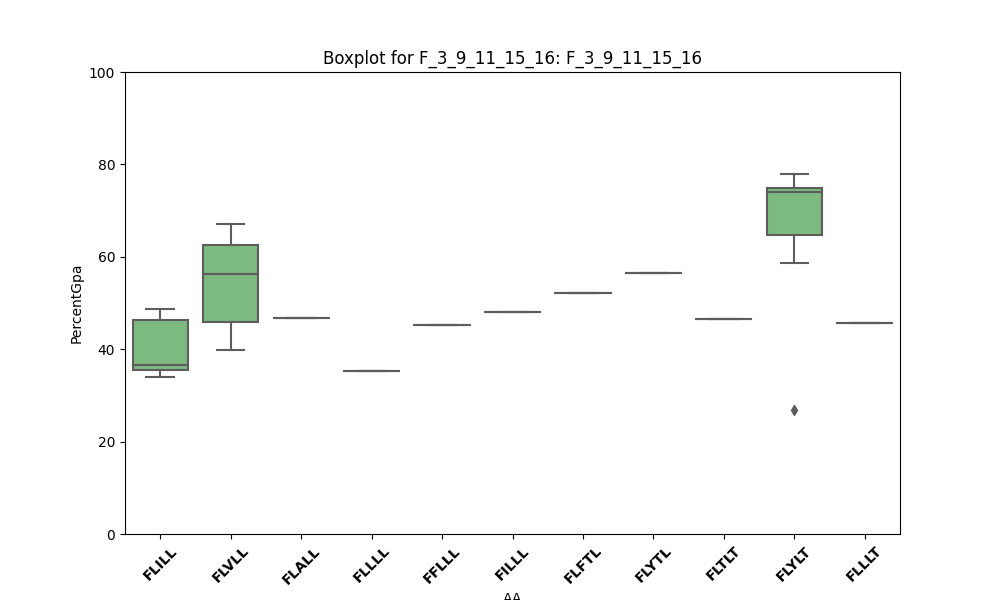 Boxplot for F_3_9_11_15_16: F_3_9_11_15_16
100
80
60
40
20
0
PercentGpa
FLILL
FLVLL
FLALL
FLLLL
FFLLL
FILLL
FLFTL
FLYTL
FLTLT
FLYLT
FLLLT
AA